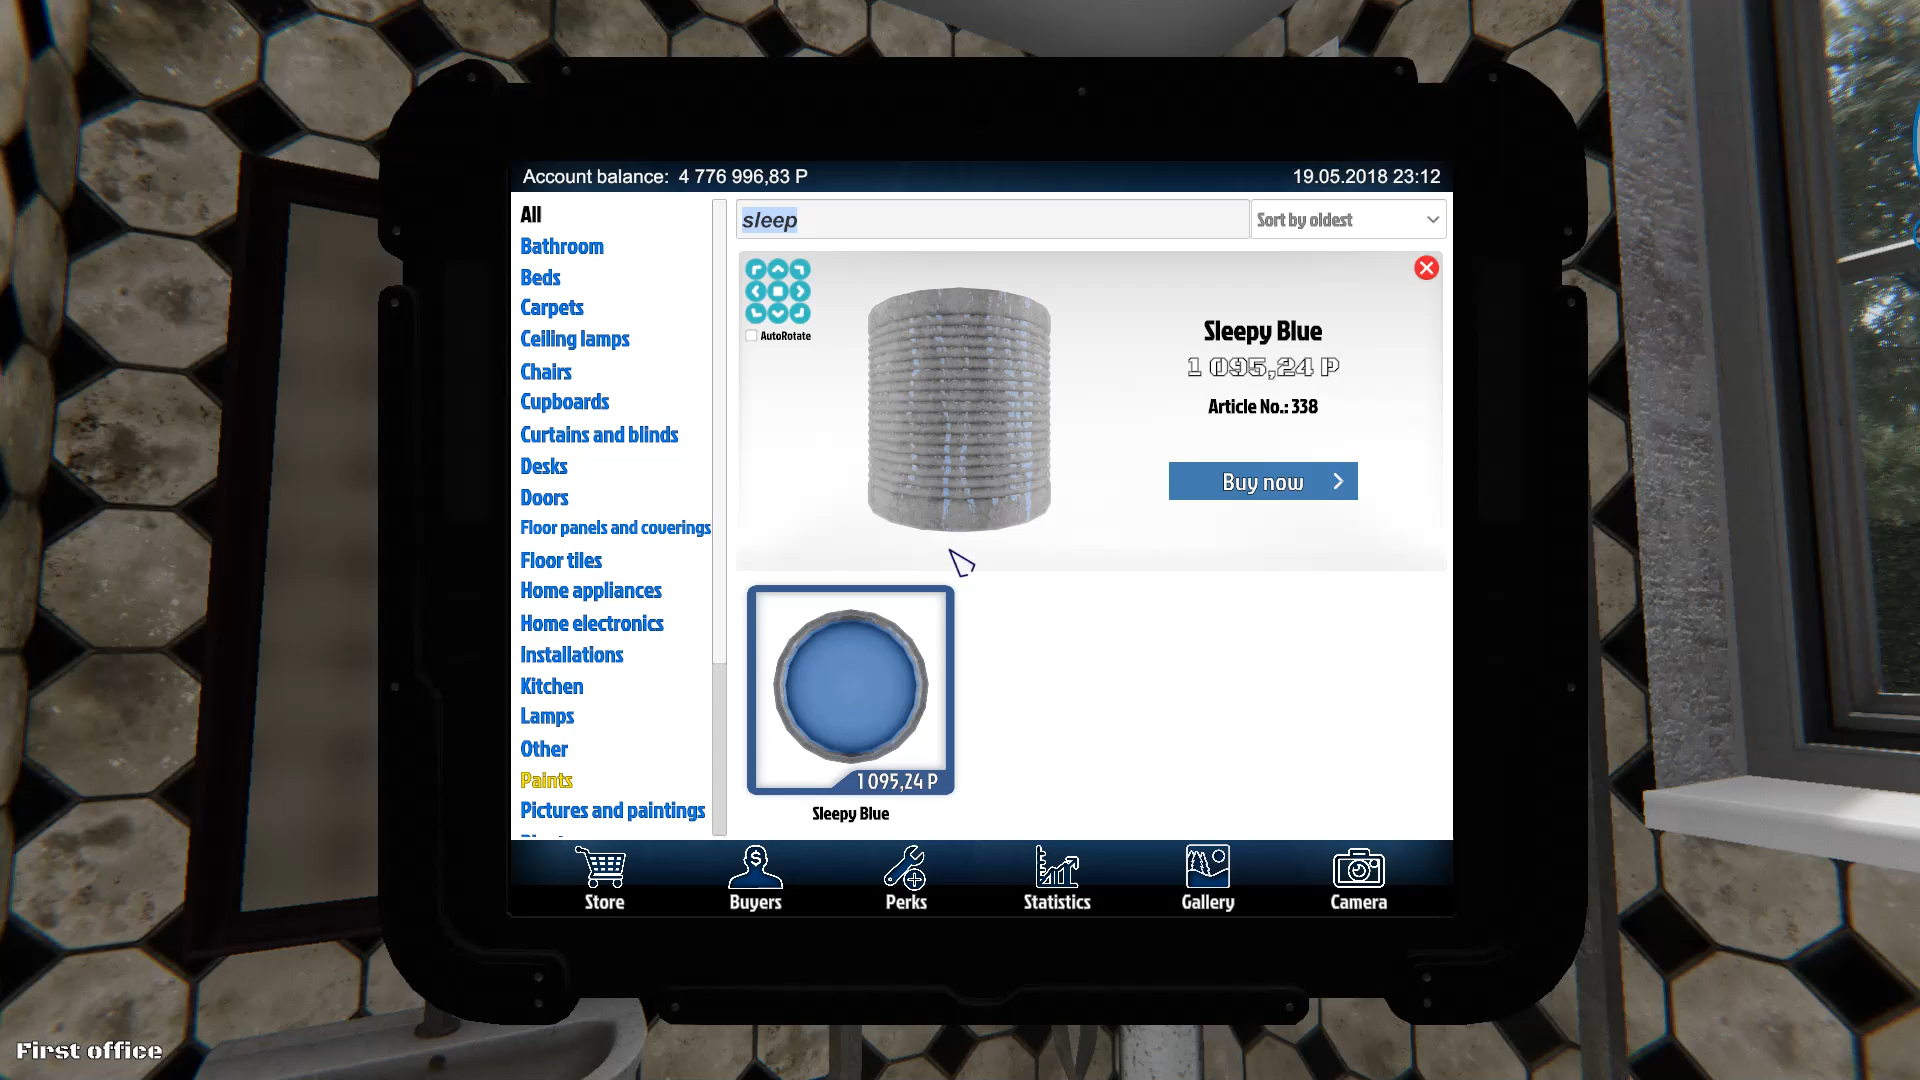 Account balance: 4 776 996,83 P
19.05.2018 23:12
All
Bathroom
Beds
Carpets
Ceiling lamps
Chairs
Cupboards
Curtains and blinds
Desks
Doors
Floor panels and coverings
Floor tiles
Home appliances
Home electronics
Installations
Kitchen
Lamps
Other
Paints
Pictures and paintings
sleep
Sort by oldest
AutoRotate
Sleepy Blue
1 095,24 P
Article No.: 338
Buy now
1 095,24 P
Sleepy Blue
Store
Buyers
Perks
Statistics
Gallery
Camera
First office